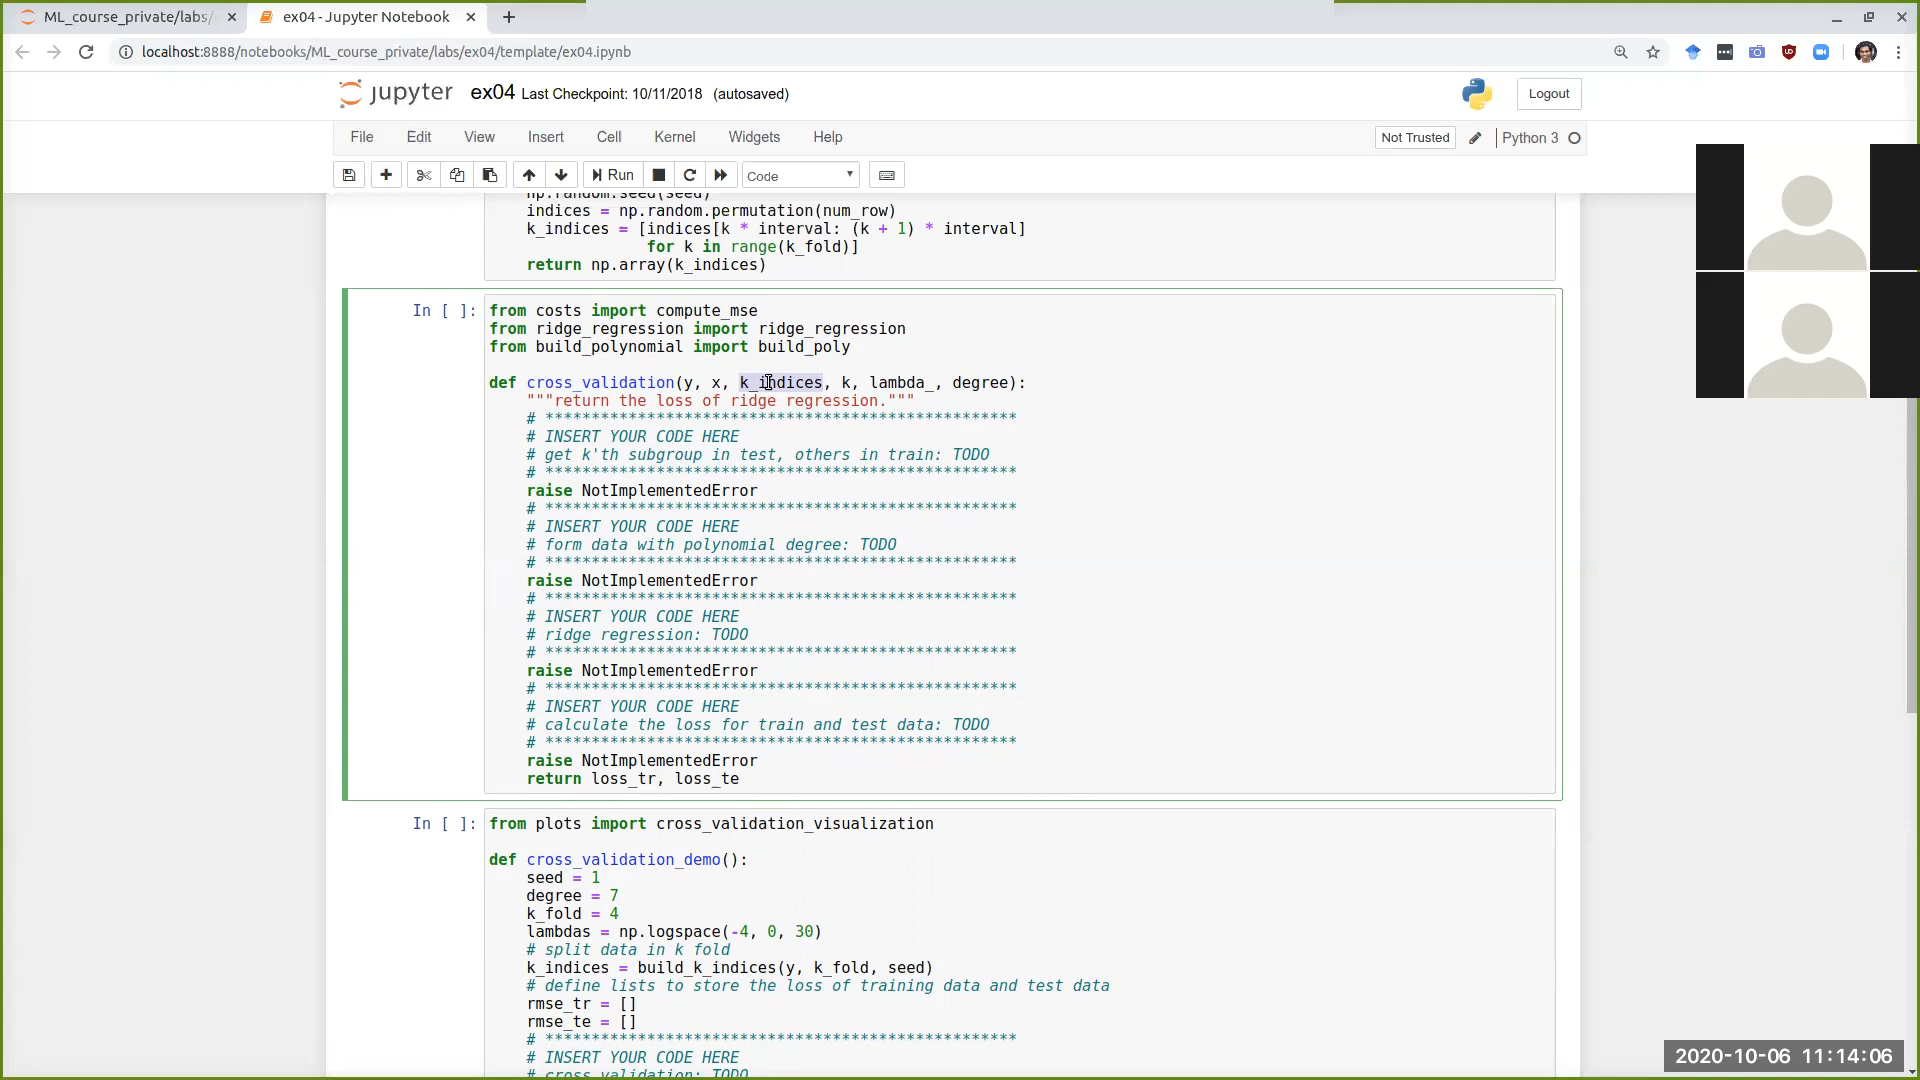 ML_course_private/labs/
ex04 - Jupyter Notebook
localhost:8888/notebooks/ML_course_private/labs/ex04/template/ex04.ipynb
jupyter ex04 Last Checkpoint: 10/11/2018 (autosaved)
Logout
File Edit View Insert Cell Kernel Widgets Help
Not Trusted
Python 3
Run
Code
np.random.seed(seed)
indices = np.random.permutation(num_row)
k_indices = [indices[k * interval: (k + 1) * interval]
for k in range(k_fold)]
return np.array(k_indices)
In [ ]:
from costs import compute_mse
from ridge_regression import ridge_regression
from build_polynomial import build_poly
def cross_validation(y, x, k_indices, k, lambda_, degree):
"""return the loss of ridge regression."""
# ***************************************************
# INSERT YOUR CODE HERE
# get k'th subgroup in test, others in train: TODO
# ***************************************************
raise NotImplementedError
# ***************************************************
# INSERT YOUR CODE HERE
# form data with polynomial degree: TODO
# ***************************************************
raise NotImplementedError
# ***************************************************
# INSERT YOUR CODE HERE
# ridge regression: TODO
# ***************************************************
raise NotImplementedError
# ***************************************************
# INSERT YOUR CODE HERE
# calculate the loss for train and test data: TODO
# ***************************************************
raise NotImplementedError
return loss_tr, loss_te
In [ ]:
from plots import cross_validation_visualization
def cross_validation_demo():
seed = 1
degree = 7
k_fold = 4
lambdas = np.logspace(-4, 0, 30)
# split data in k fold
k_indices = build_k_indices(y, k_fold, seed)
# define lists to store the loss of training data and test data
rmse_tr = []
rmse_te = []
# ***************************************************
# INSERT YOUR CODE HERE
# cross validation: TODO
2020-10-06 11:14:06